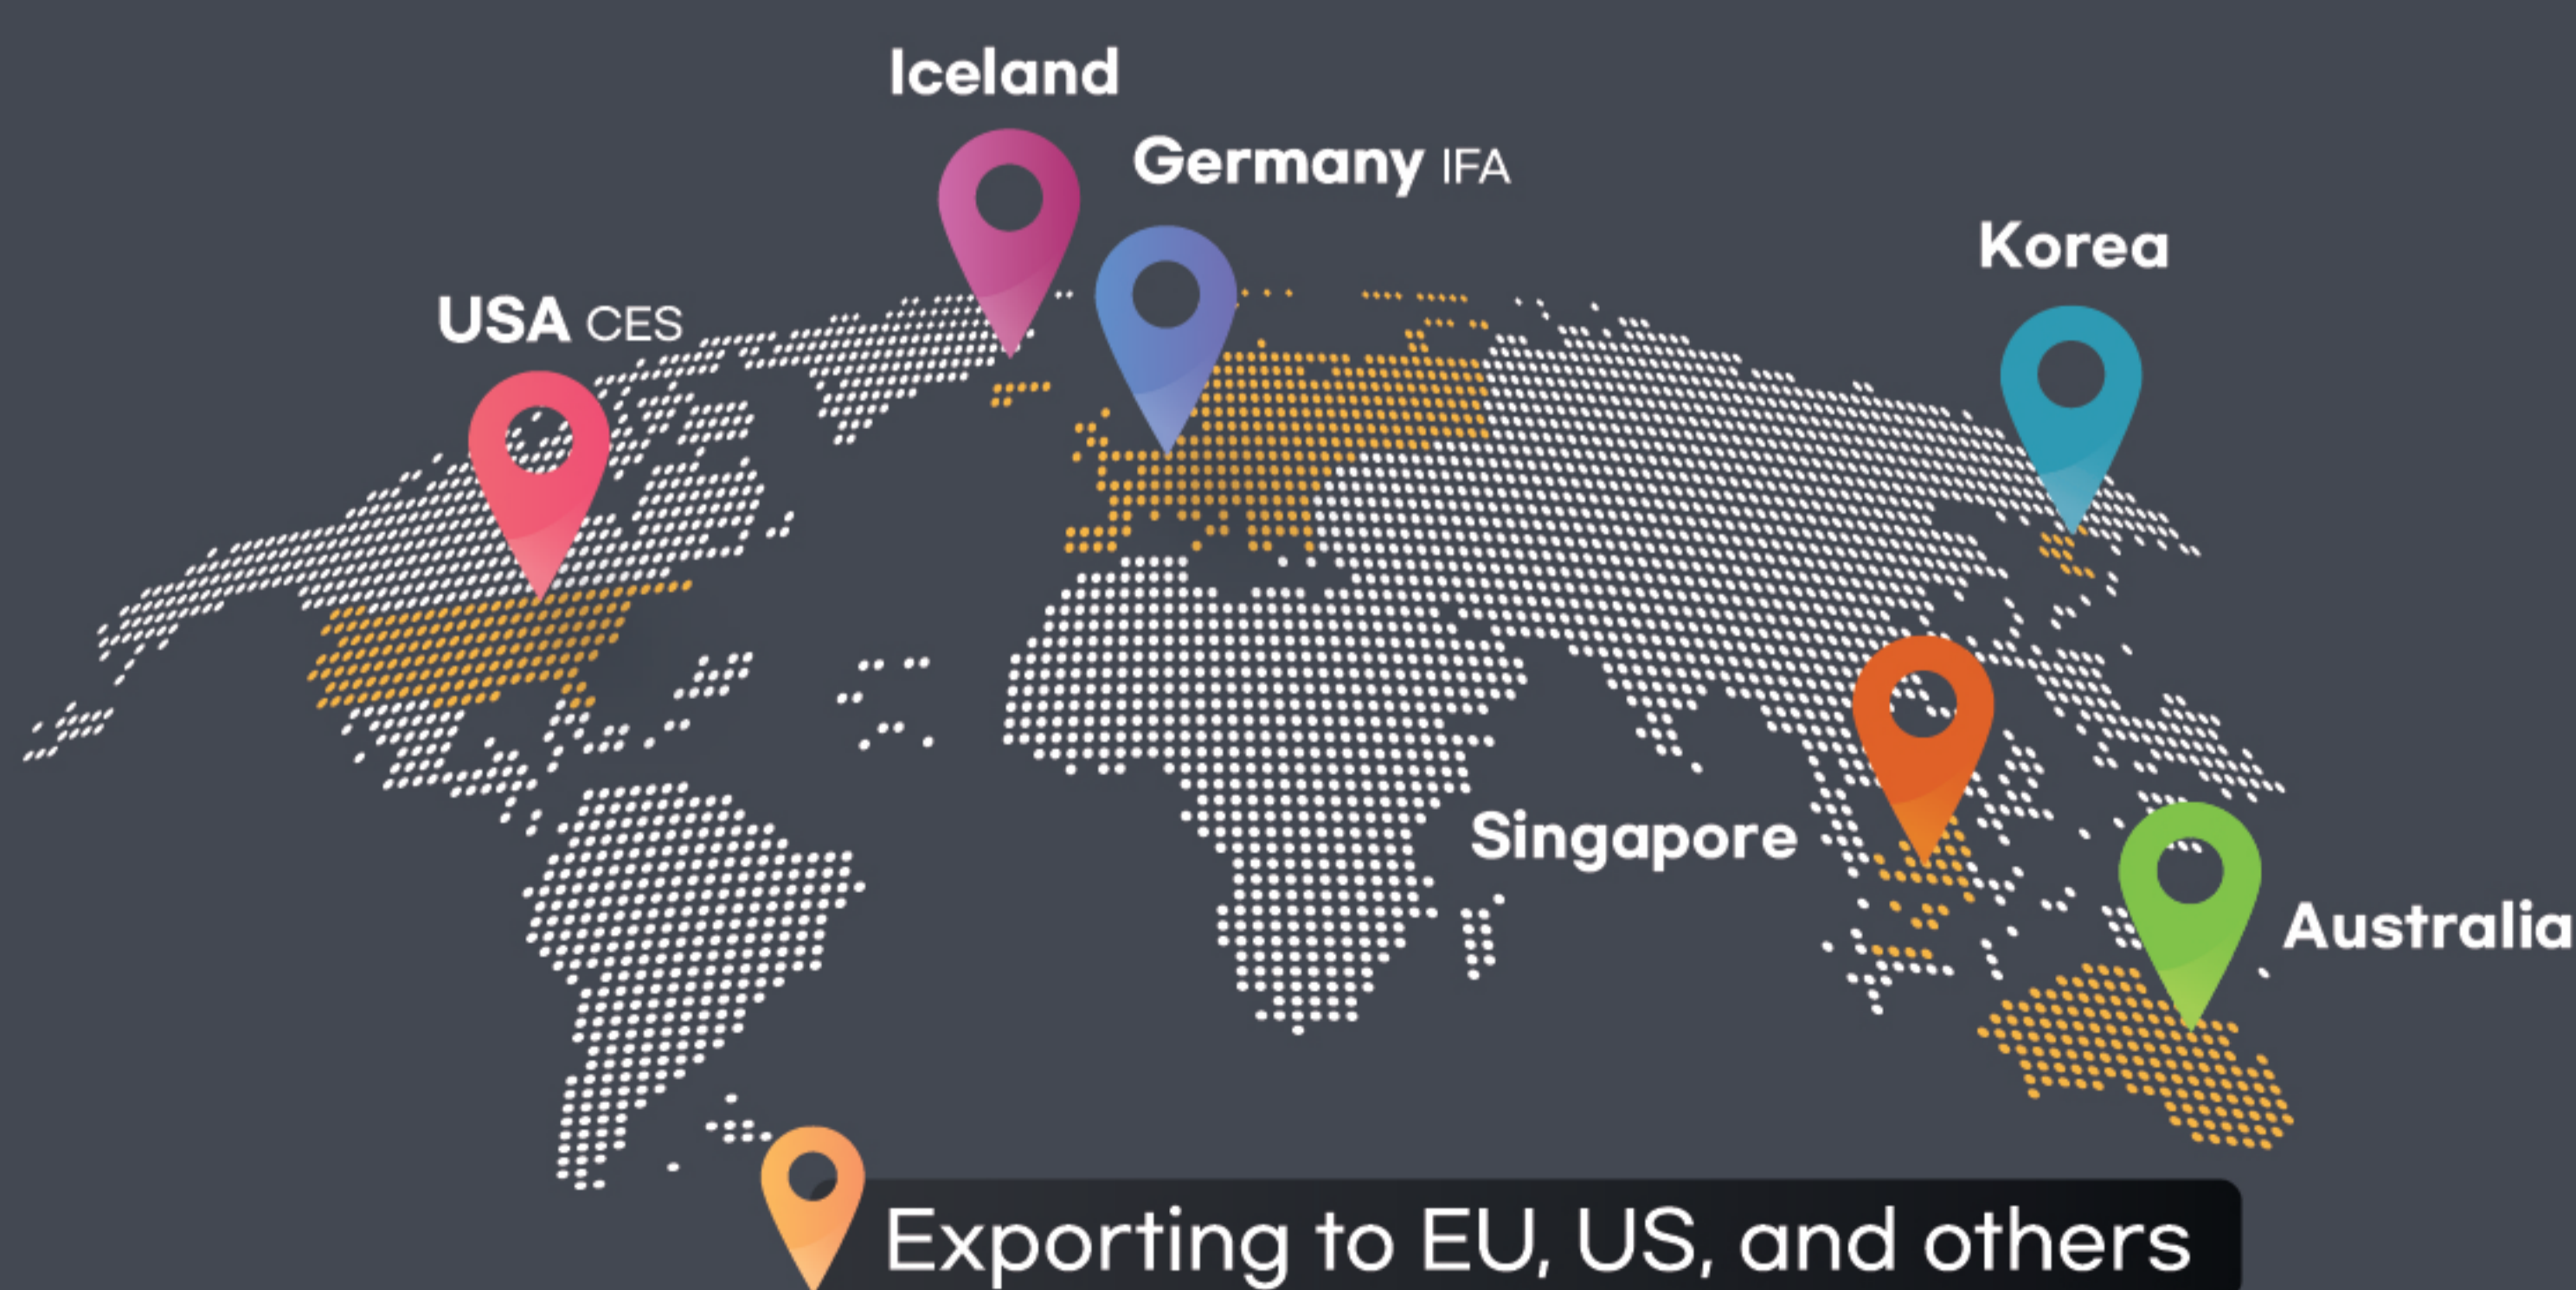 Iceland
Germany IFA
Korea
USA CES
Singapore
Australia
Exporting to EU, US, and others